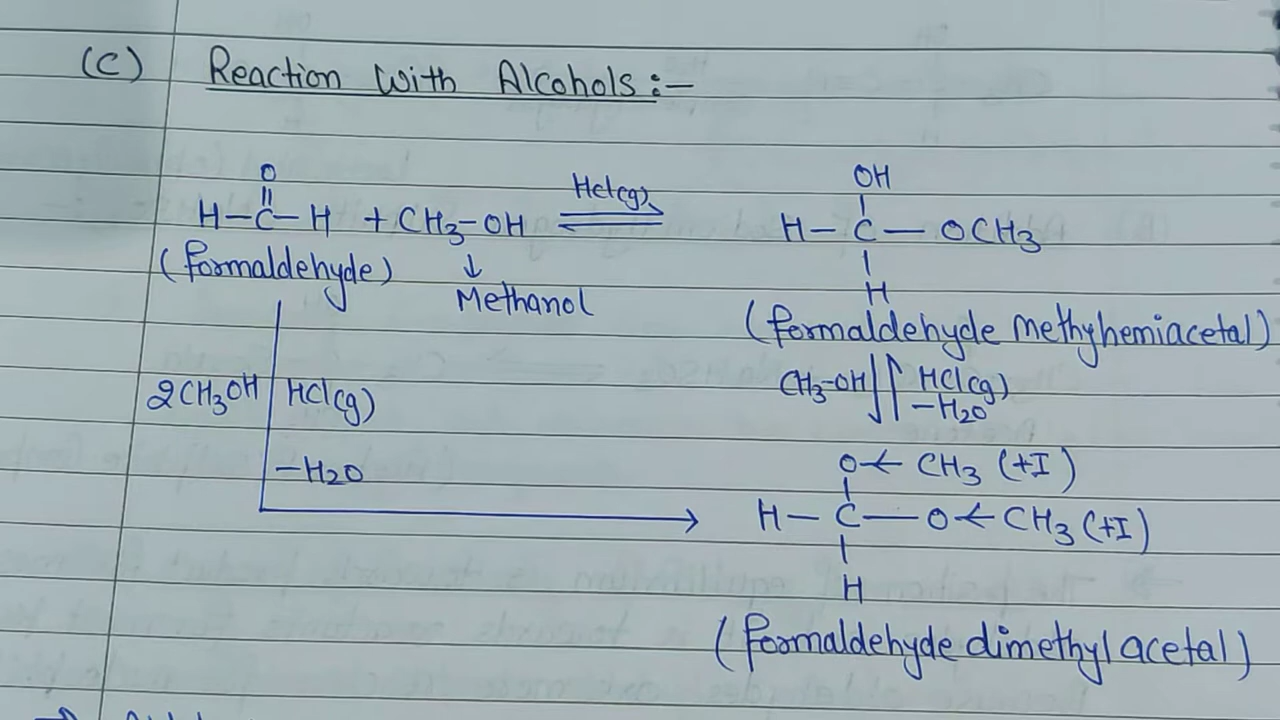 (C) Reaction With Alcohols :-
O
||
H-C-H + CH3-OH ⇌ HCl(g)
(formaldehyde) ↓
Methanol
OH
|
H-C-OCH3
|
H
(formaldehyde Methyhemiacetal)
2CH3OH | HCl(g)
-H2O
CH3-OH ⇃↾ HCl(g)
-H2O
O← CH3 (+I)
|
H-C-O← CH3 (+I)
|
H
(formaldehyde dimethyl acetal)